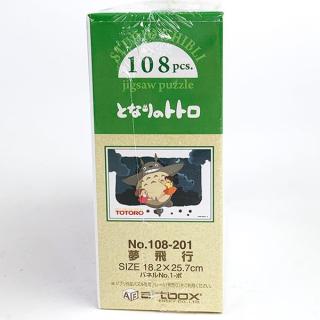 STUDIO GHIBLI
108 pcs.
jigsaw puzzle
となりのトトロ
TOTORO
No.108-201
夢飛行
SIZE 18.2×25.7cm
パネルNo.1-ボ